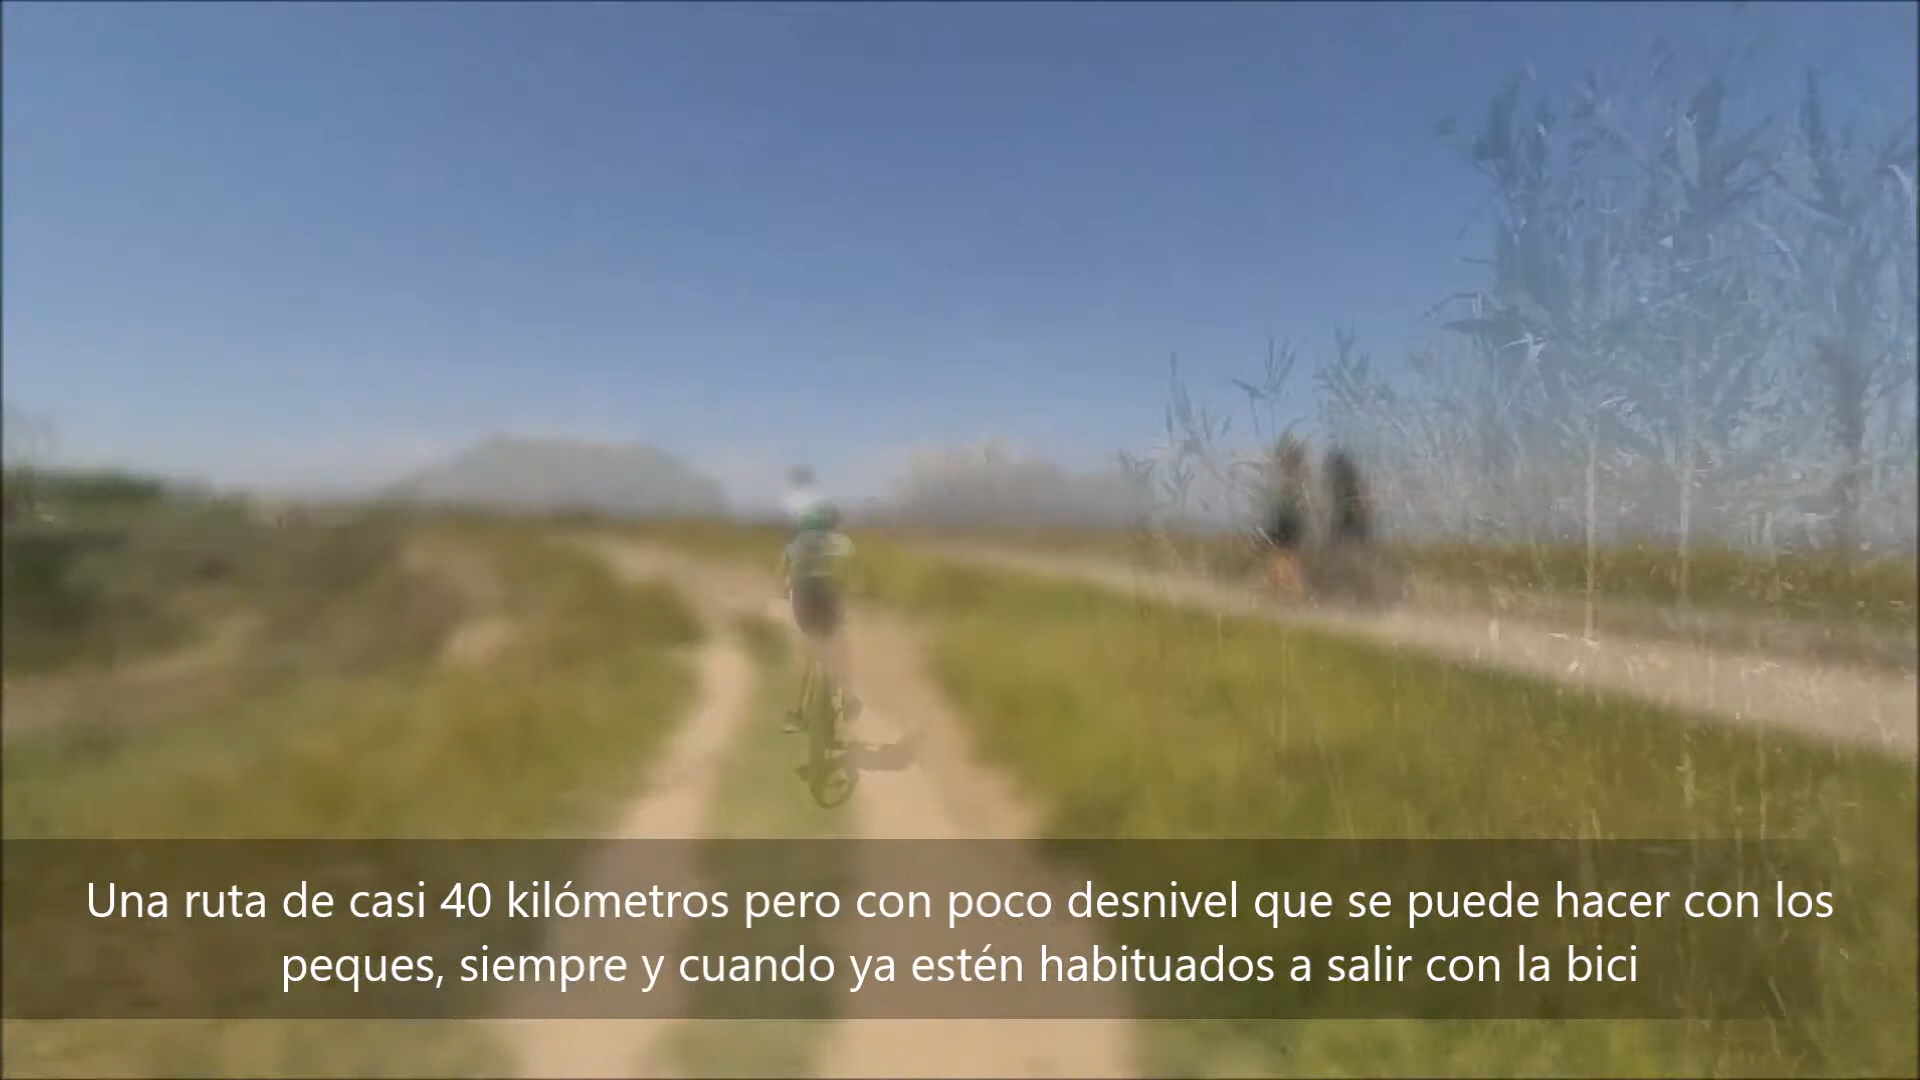 Una ruta de casi 40 kilómetros pero con poco desnivel que se puede hacer con los
peques, siempre y cuando ya estén habituados a salir con la bici